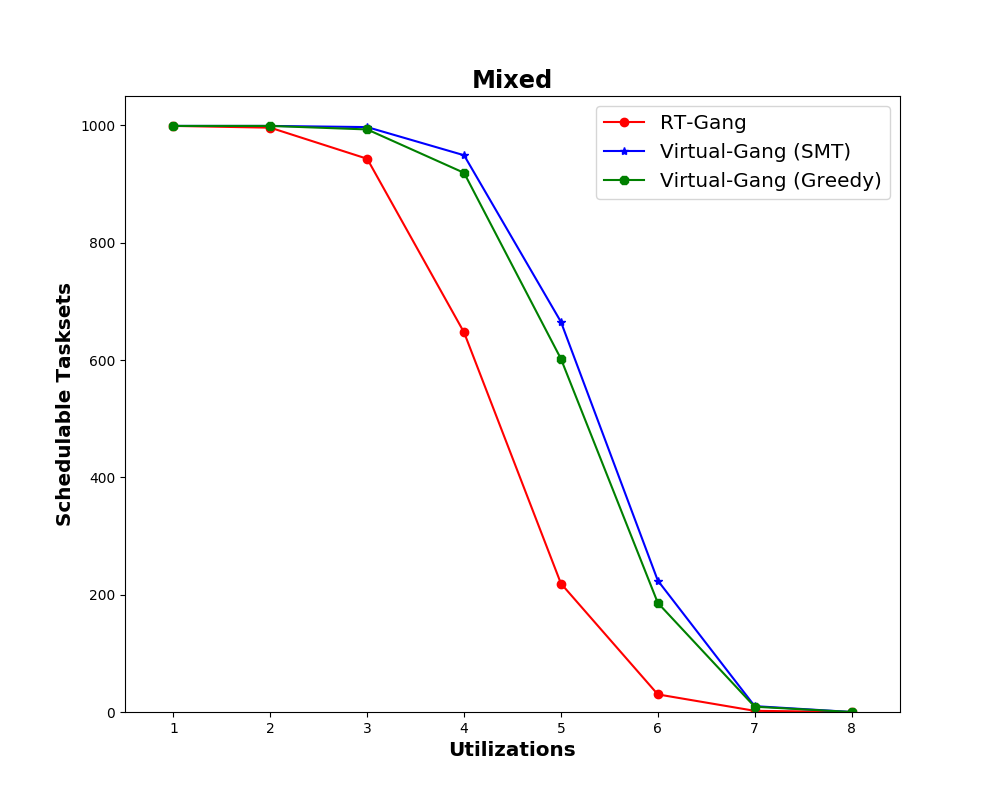 Mixed
RT-Gang
Virtual-Gang (SMT)
Virtual-Gang (Greedy)
Schedulable Tasksets
1000
800
600
400
200
0
1 2 3 4 5 6 7 8
Utilizations